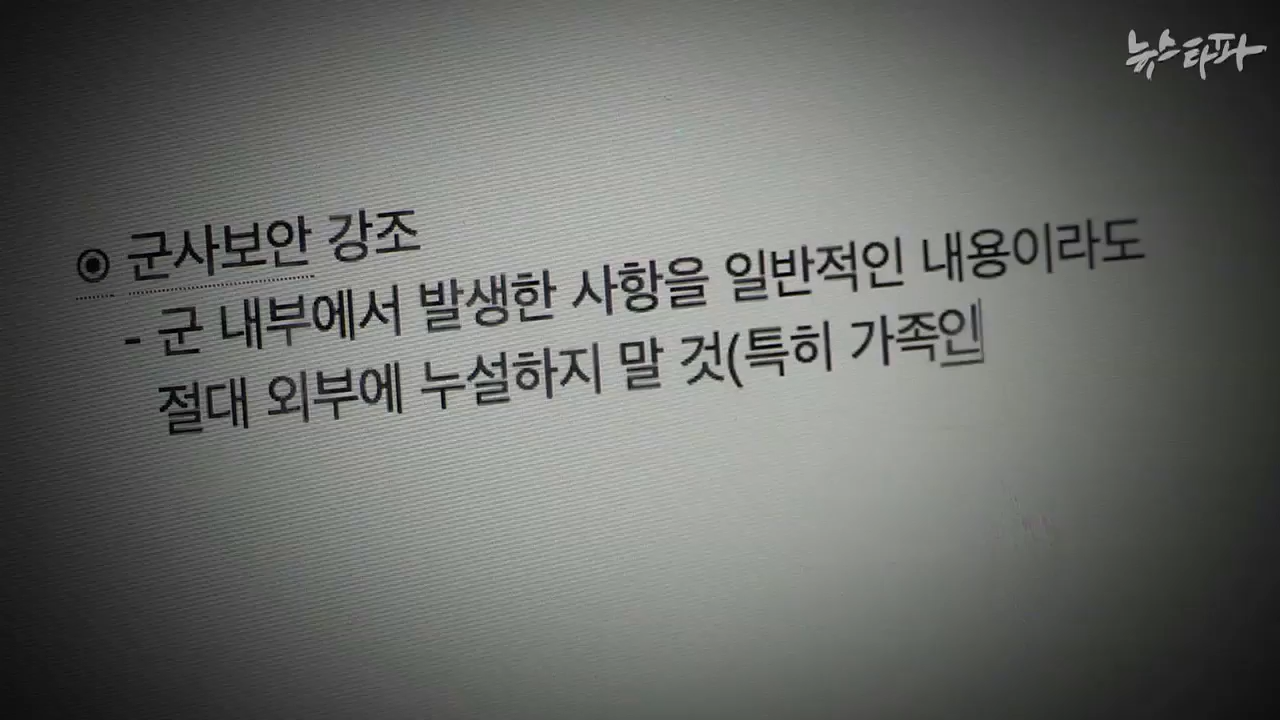 뉴스타파
◉ 군사보안 강조
- 군 내부에서 발생한 사항을 일반적인 내용이라도
절대 외부에 누설하지 말 것(특히 가족인